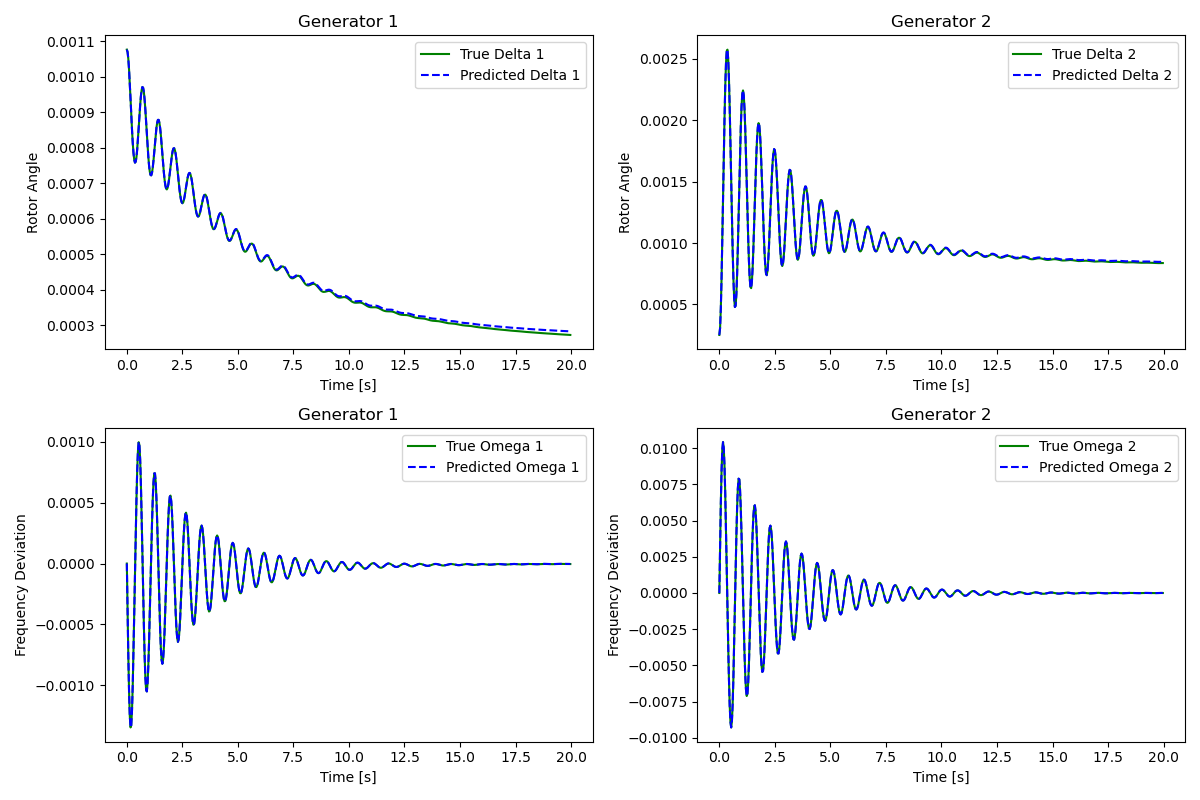 Generator 1
True Delta 1
Predicted Delta 1
0.0011
0.0010
0.0009
0.0008
0.0007
0.0006
0.0005
0.0004
0.0003
Rotor Angle
0.0 2.5 5.0 7.5 10.0 12.5 15.0 17.5 20.0
Time [s]
Generator 2
True Delta 2
Predicted Delta 2
0.0025
0.0020
0.0015
0.0010
0.0005
Rotor Angle
0.0 2.5 5.0 7.5 10.0 12.5 15.0 17.5 20.0
Time [s]
Generator 1
True Omega 1
Predicted Omega 1
0.0010
0.0005
0.0000
−0.0005
−0.0010
Frequency Deviation
0.0 2.5 5.0 7.5 10.0 12.5 15.0 17.5 20.0
Time [s]
Generator 2
True Omega 2
Predicted Omega 2
0.0100
0.0075
0.0050
0.0025
0.0000
−0.0025
−0.0050
−0.0075
−0.0100
Frequency Deviation
0.0 2.5 5.0 7.5 10.0 12.5 15.0 17.5 20.0
Time [s]